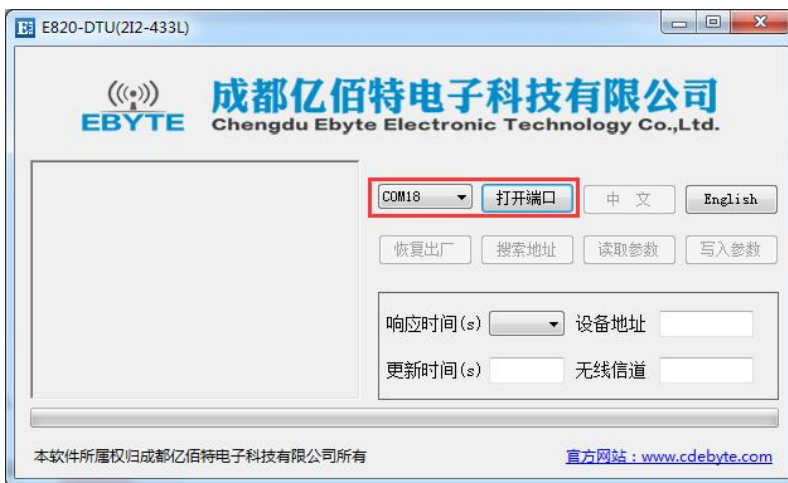 E820-DTU(2I2-433L)
成都亿佰特电子科技有限公司
EBYTE Chengdu Ebyte Electronic Technology Co.,Ltd.
COM18 打开端口 中 文 English
恢复出厂 搜索地址 读取参数 写入参数
响应时间(s) 设备地址
更新时间(s) 无线信道
本软件所属权归成都亿佰特电子科技有限公司所有 官方网站：www.cdebyte.com